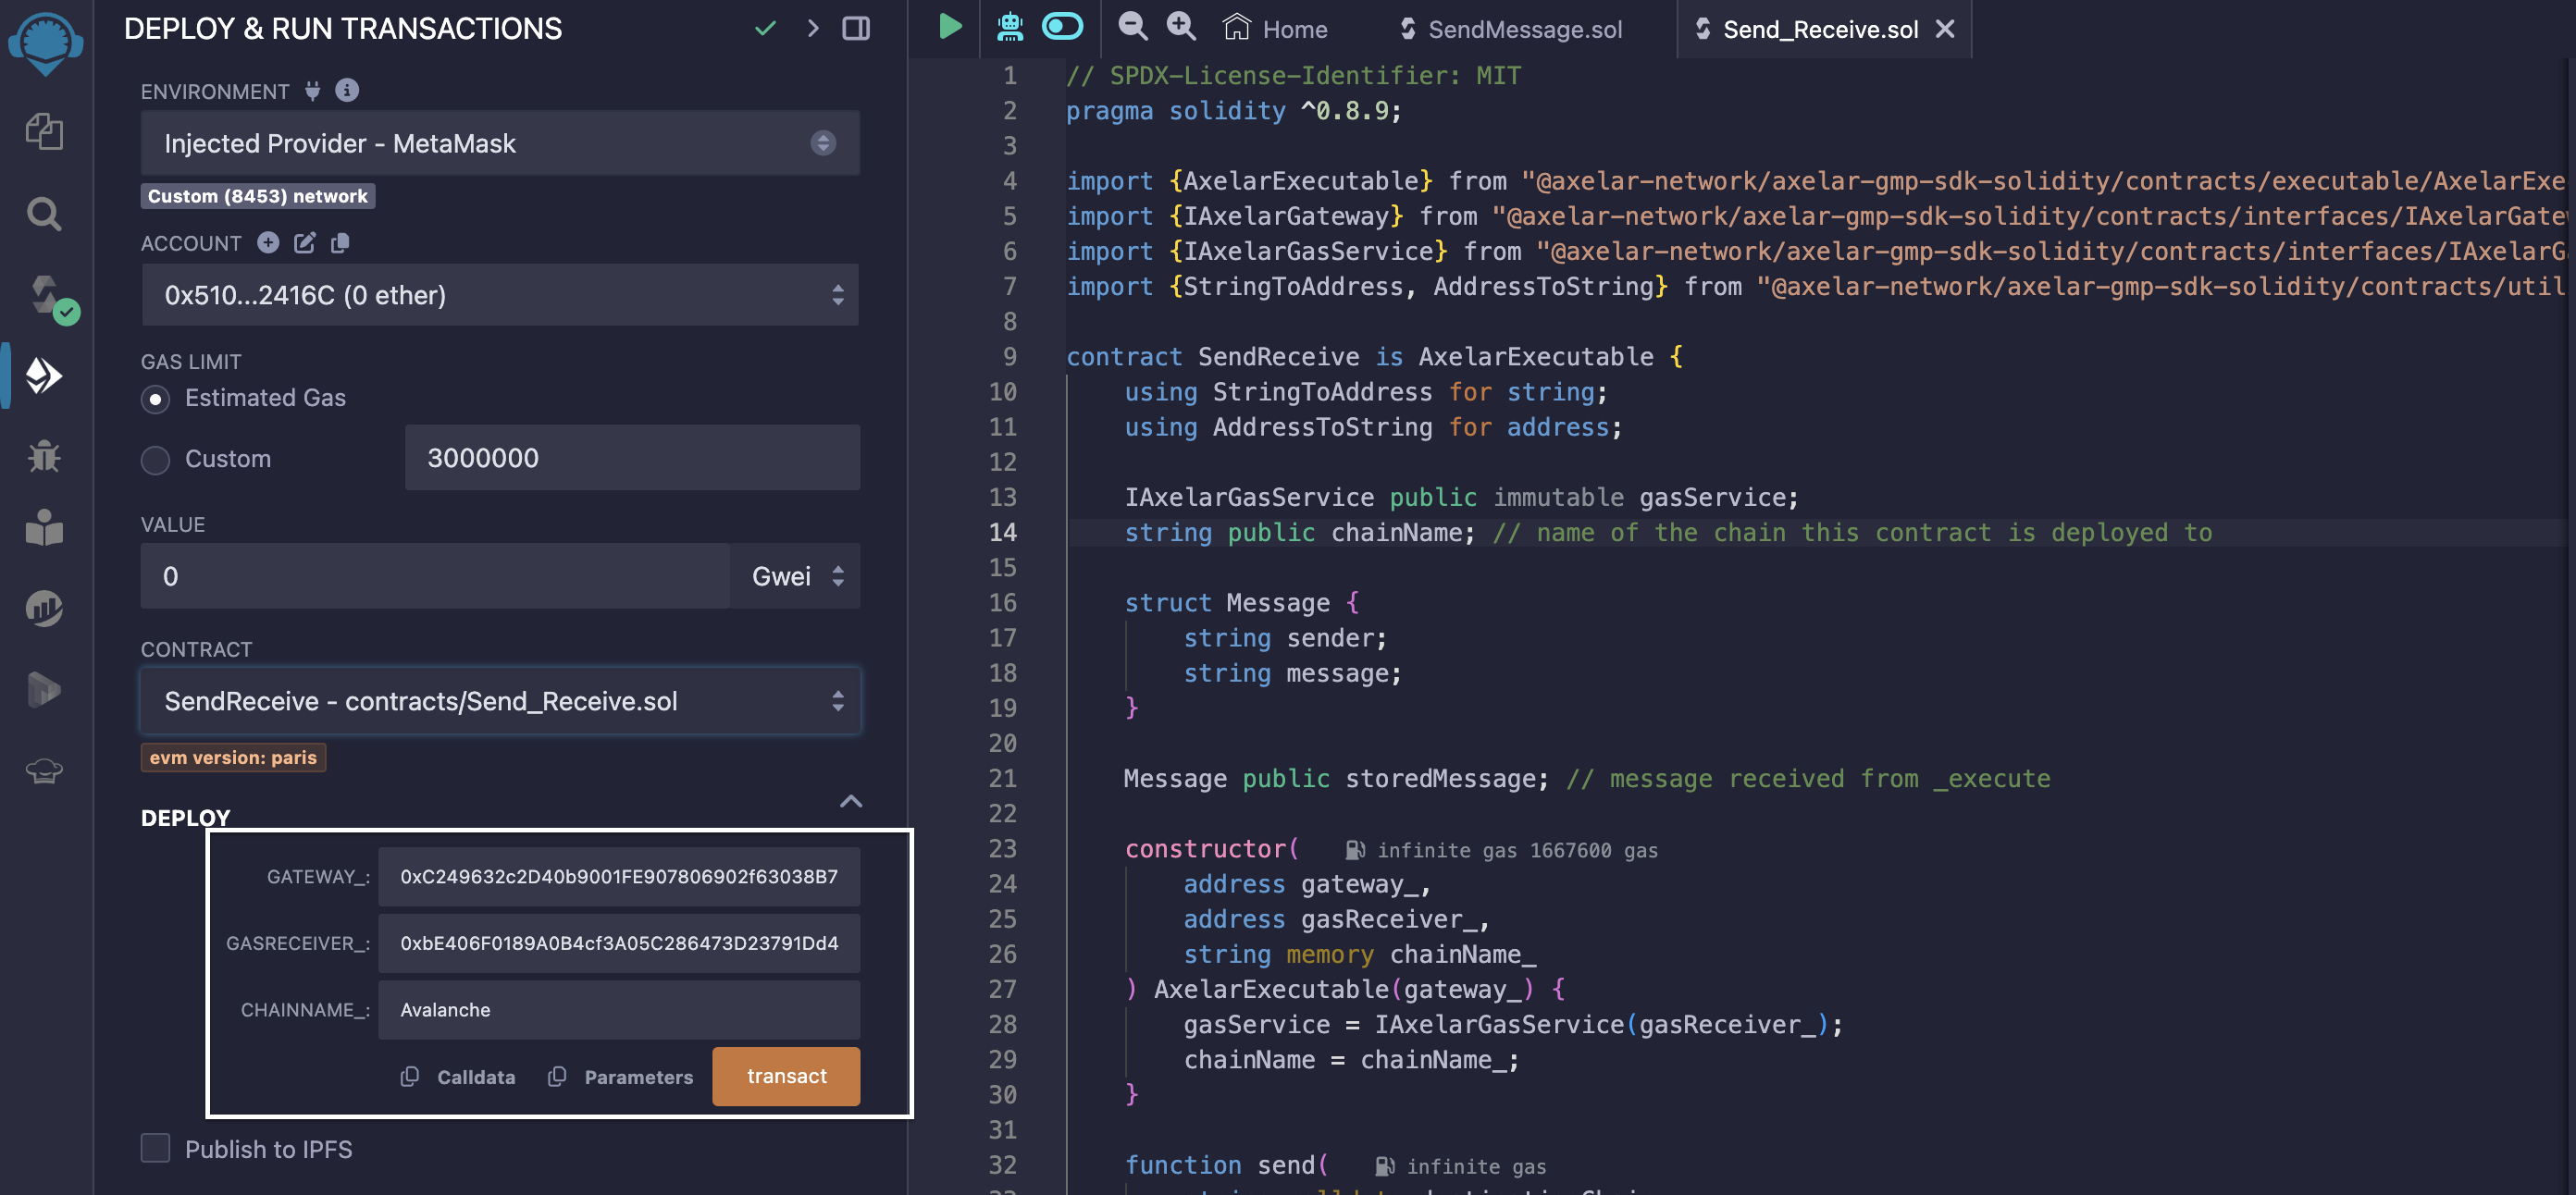 DEPLOY & RUN TRANSACTIONS
ENVIRONMENT
Injected Provider - MetaMask
Custom (8453) network
ACCOUNT
0x510...2416C (0 ether)
GAS LIMIT
Estimated Gas
Custom
3000000
VALUE
0
Gwei
CONTRACT
SendReceive - contracts/Send_Receive.sol
evm version: paris
DEPLOY
GATEWAY_: 0xC249632c2D40b9001FE907806902f63038B7
GASRECEIVER_: 0xbE406F0189A0B4cf3A05C286473D23791Dd4
CHAINNAME_: Avalanche
Calldata
Parameters
transact
Publish to IPFS
Home
SendMessage.sol
Send_Receive.sol
1 // SPDX-License-Identifier: MIT
2 pragma solidity ^0.8.9;
3
4 import {AxelarExecutable} from "@axelar-network/axelar-gmp-sdk-solidity/contracts/executable/AxelarExe
5 import {IAxelarGateway} from "@axelar-network/axelar-gmp-sdk-solidity/contracts/interfaces/IAxelarGate
6 import {IAxelarGasService} from "@axelar-network/axelar-gmp-sdk-solidity/contracts/interfaces/IAxelarG
7 import {StringToAddress, AddressToString} from "@axelar-network/axelar-gmp-sdk-solidity/contracts/util
8
9 contract SendReceive is AxelarExecutable {
10 using StringToAddress for string;
11 using AddressToString for address;
12
13 IAxelarGasService public immutable gasService;
14 string public chainName; // name of the chain this contract is deployed to
15
16 struct Message {
17 string sender;
18 string message;
19 }
20
21 Message public storedMessage; // message received from _execute
22
23 constructor( infinite gas 1667600 gas
24 address gateway_,
25 address gasReceiver_,
26 string memory chainName_
27 ) AxelarExecutable(gateway_) {
28 gasService = IAxelarGasService(gasReceiver_);
29 chainName = chainName_;
30 }
31
32 function send( infinite gas